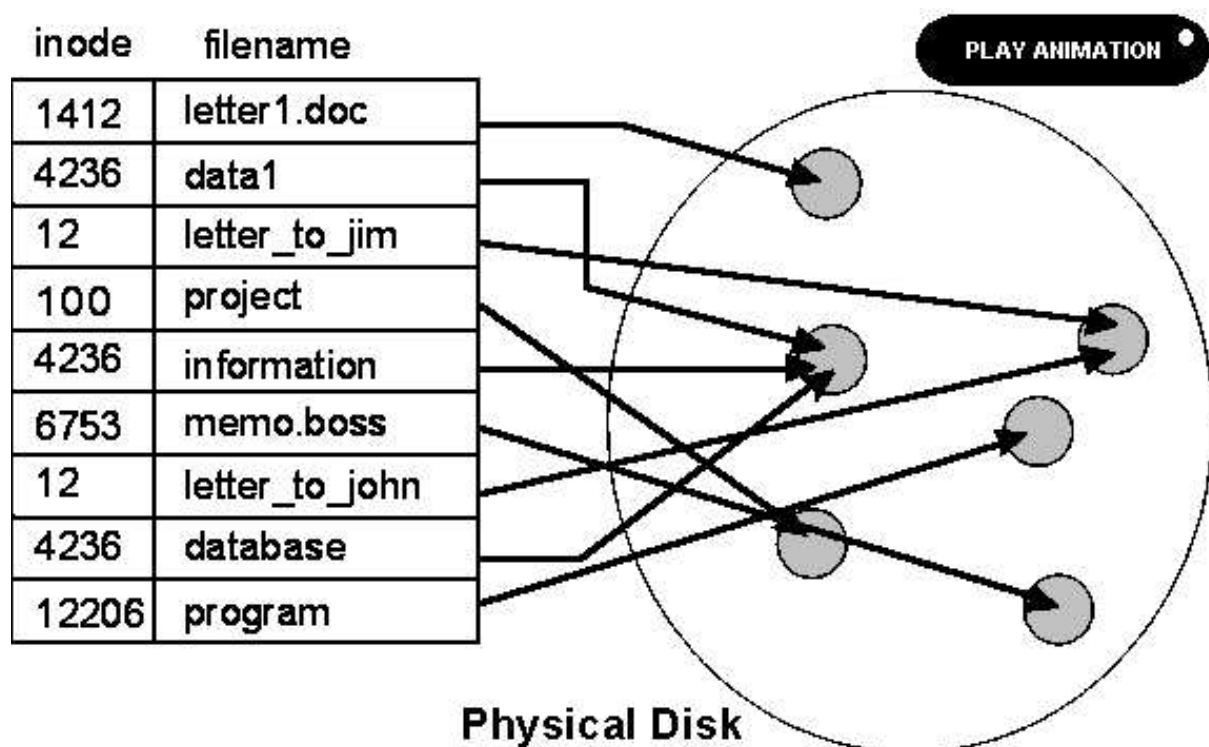 inode filename
PLAY ANIMATION
1412 letter1.doc
4236 data1
12 letter_to_jim
100 project
4236 information
6753 memo.boss
12 letter_to_john
4236 database
12206 program
Physical Disk